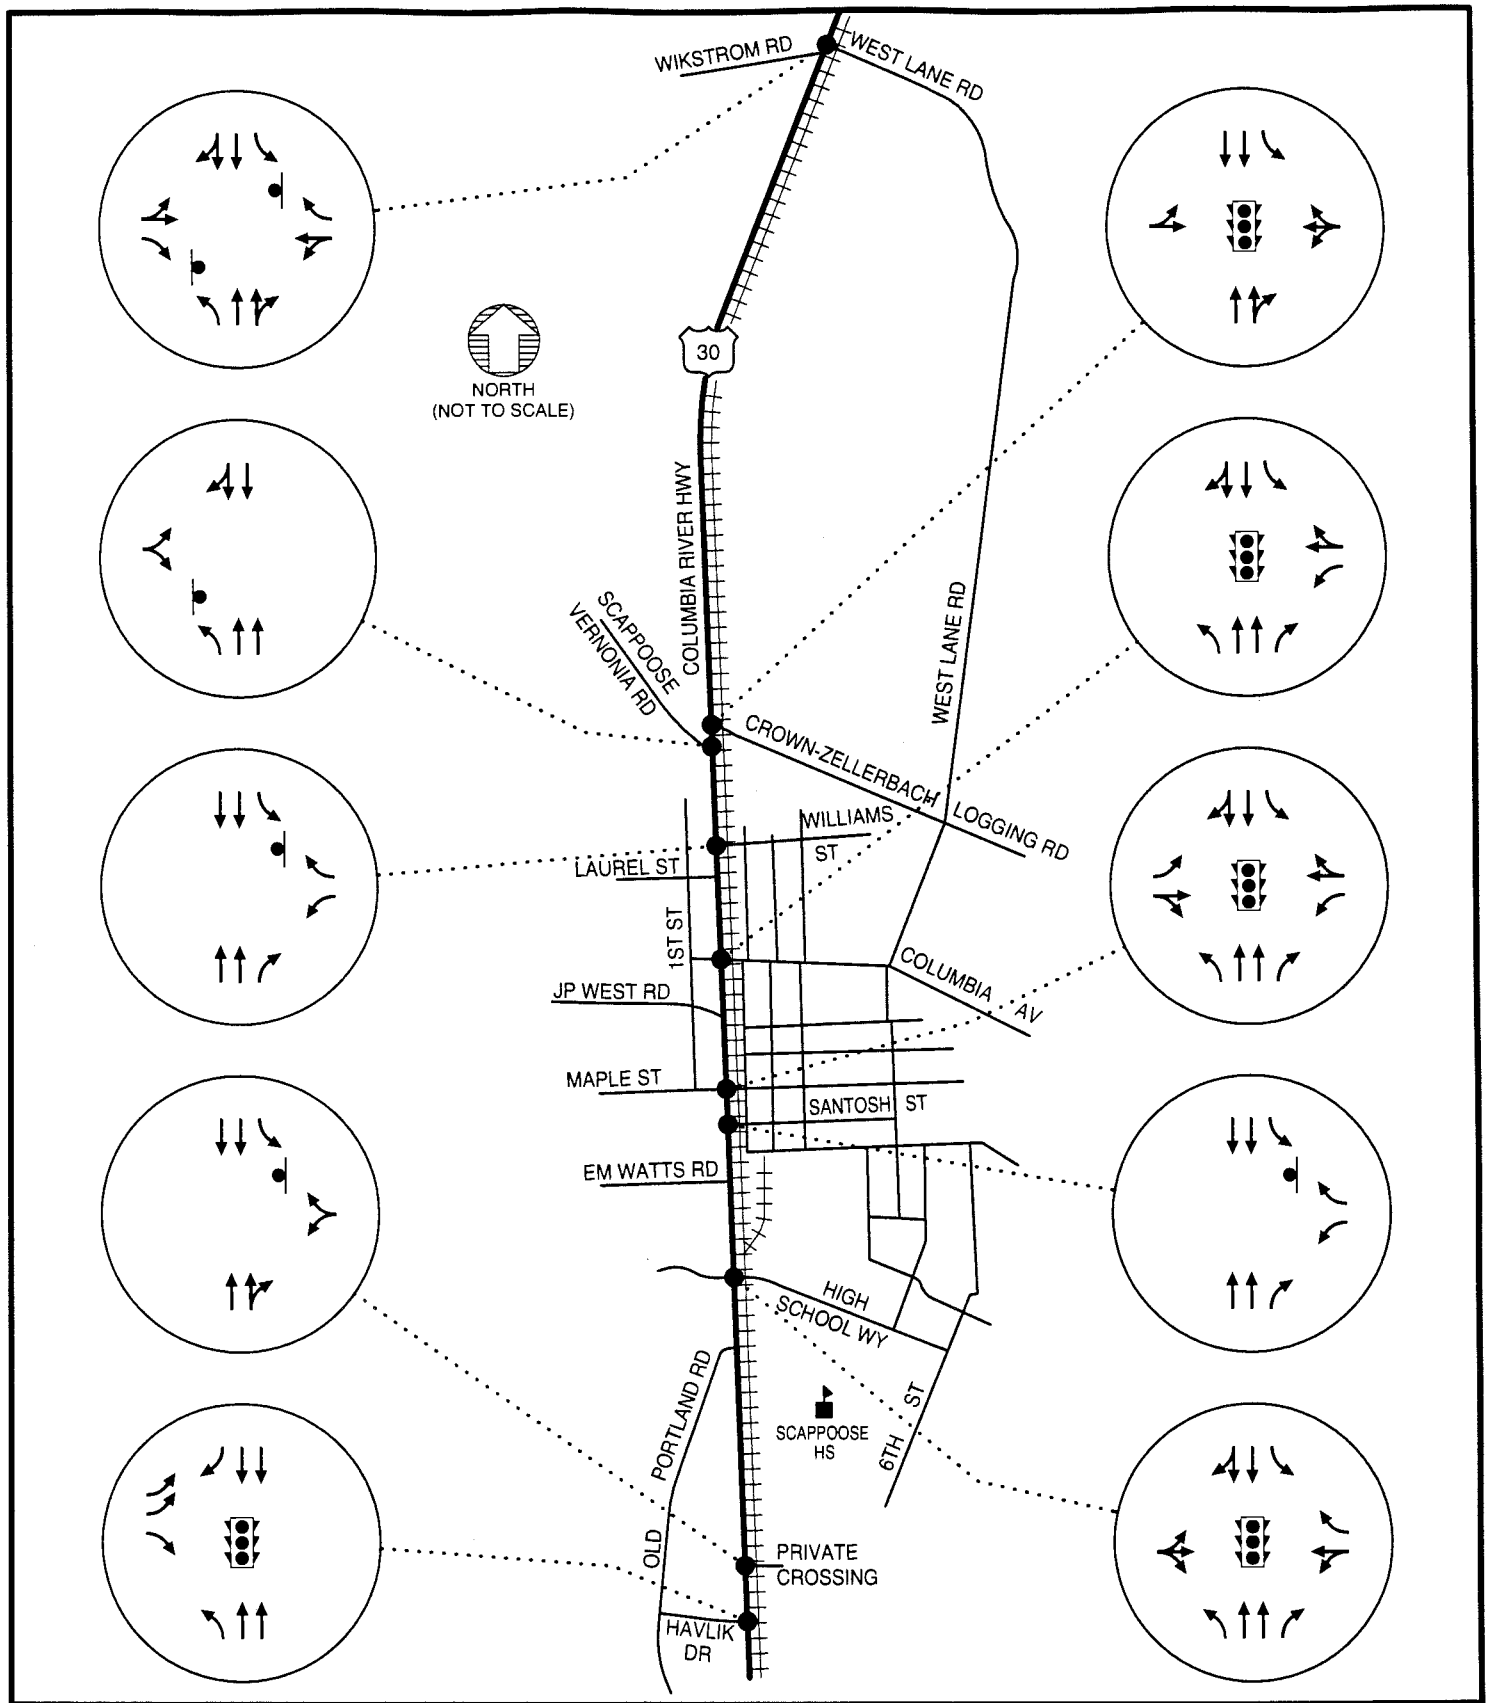 WIKSTROM RD
WEST LANE RD
30
NORTH
(NOT TO SCALE)
COLUMBIA RIVER HWY
SCAPPOOSE
VERNONIA RD
WEST LANE RD
CROWN-ZELLERBACH LOGGING RD
WILLIAMS
ST
LAUREL ST
1ST ST
COLUMBIA AV
JP WEST RD
MAPLE ST
SANTOSH ST
EM WATTS RD
HIGH
SCHOOL WY
OLD PORTLAND RD
SCAPPOOSE
HS
6TH ST
PRIVATE
CROSSING
HAVLIK
DR